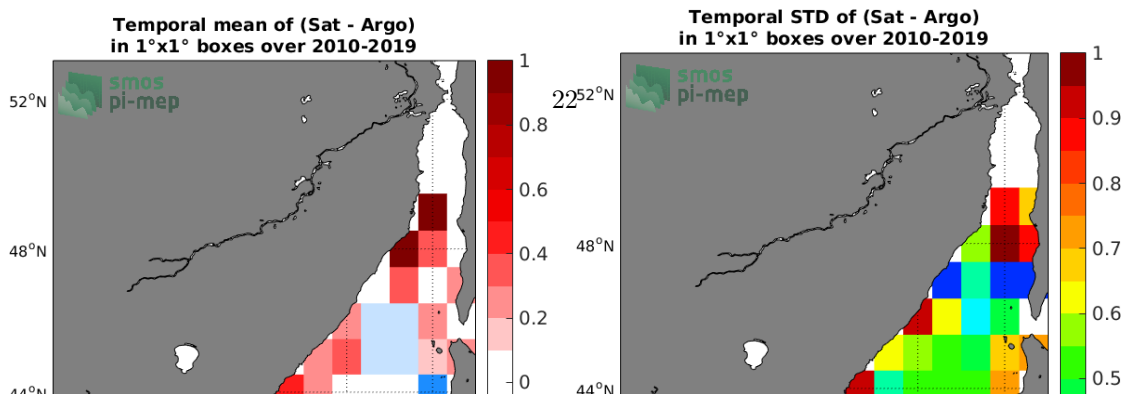 Temporal mean of (Sat - Argo)
in 1°x1° boxes over 2010-2019
smos
pi-mep
52°N
48°N
44°N
1
0.8
0.6
0.4
0.2
0
22
Temporal STD of (Sat - Argo)
in 1°x1° boxes over 2010-2019
smos
pi-mep
52°N
48°N
44°N
1
0.9
0.8
0.7
0.6
0.5